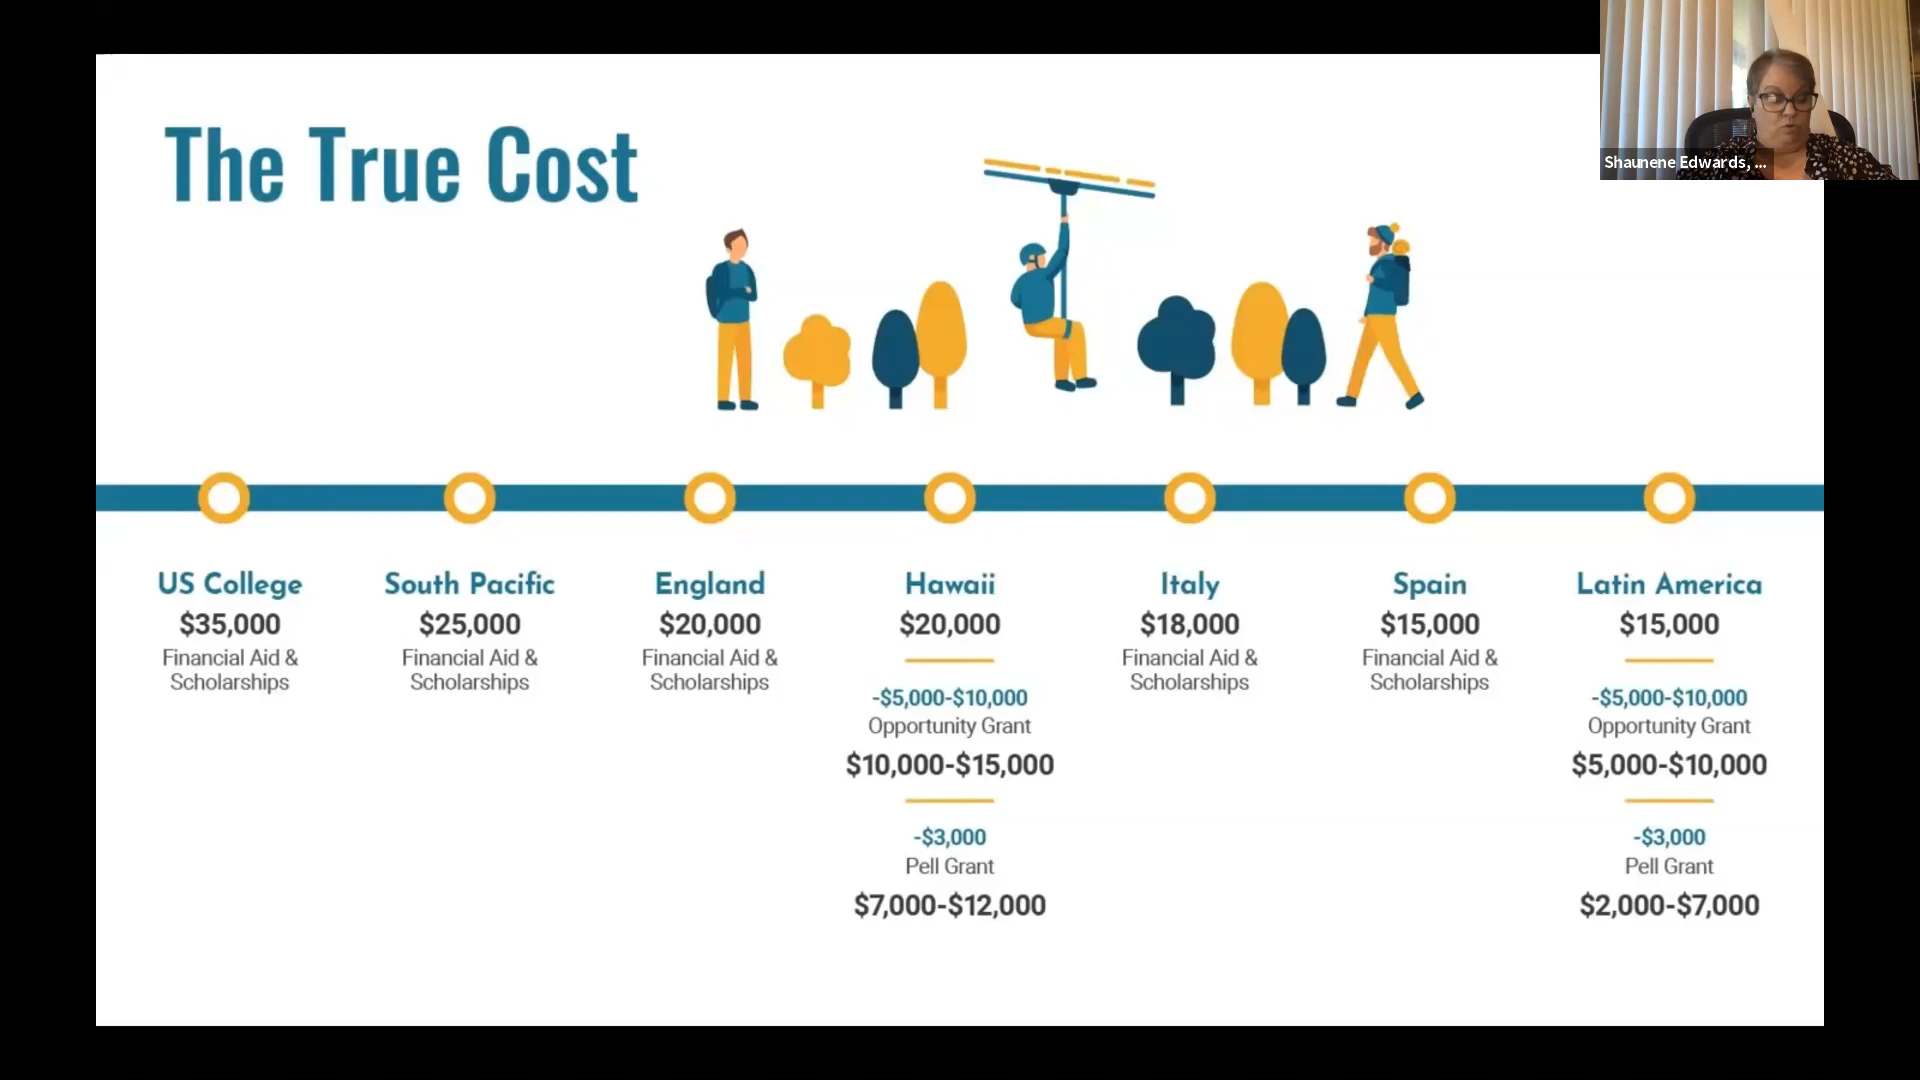 The True Cost
Shaunene Edwards, ...
US College
$35,000
Financial Aid &
Scholarships
South Pacific
$25,000
Financial Aid &
Scholarships
England
$20,000
Financial Aid &
Scholarships
Hawaii
$20,000
-$5,000-$10,000
Opportunity Grant
$10,000-$15,000
-$3,000
Pell Grant
$7,000-$12,000
Italy
$18,000
Financial Aid &
Scholarships
Spain
$15,000
Financial Aid &
Scholarships
Latin America
$15,000
-$5,000-$10,000
Opportunity Grant
$5,000-$10,000
-$3,000
Pell Grant
$2,000-$7,000